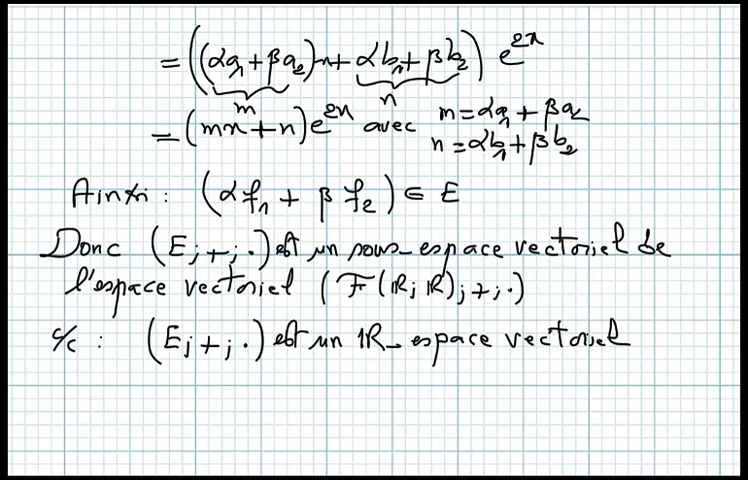 = ((αa₁ + βa₂)x + αb₁ + βb₂) e^{2x}
m n
= (mx + n)e^{2x} avec m = αa₁ + βa₂
n = αb₁ + βb₂
Ainsi : (αf₁ + βf₂) ∈ E
Donc (E; +; .) est un sous-espace vectoriel de
l'espace vectoriel (F(ℝ; ℝ); +; .)
c/c : (E; +; .) est un ℝ-espace vectoriel